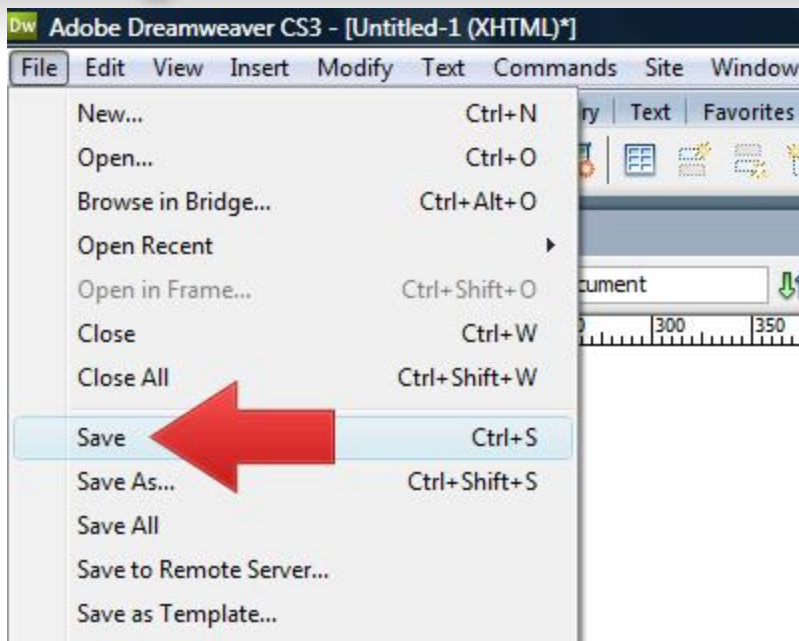 Dw Adobe Dreamweaver CS3 - [Untitled-1 (XHTML)*]
File Edit View Insert Modify Text Commands Site Window
New... Ctrl+N
ry Text Favorites
Open... Ctrl+O
Browse in Bridge... Ctrl+Alt+O
Open Recent
Open in Frame... Ctrl+Shift+O
cument
Close Ctrl+W
300 350
Close All Ctrl+Shift+W
Save Ctrl+S
Save As... Ctrl+Shift+S
Save All
Save to Remote Server...
Save as Template...